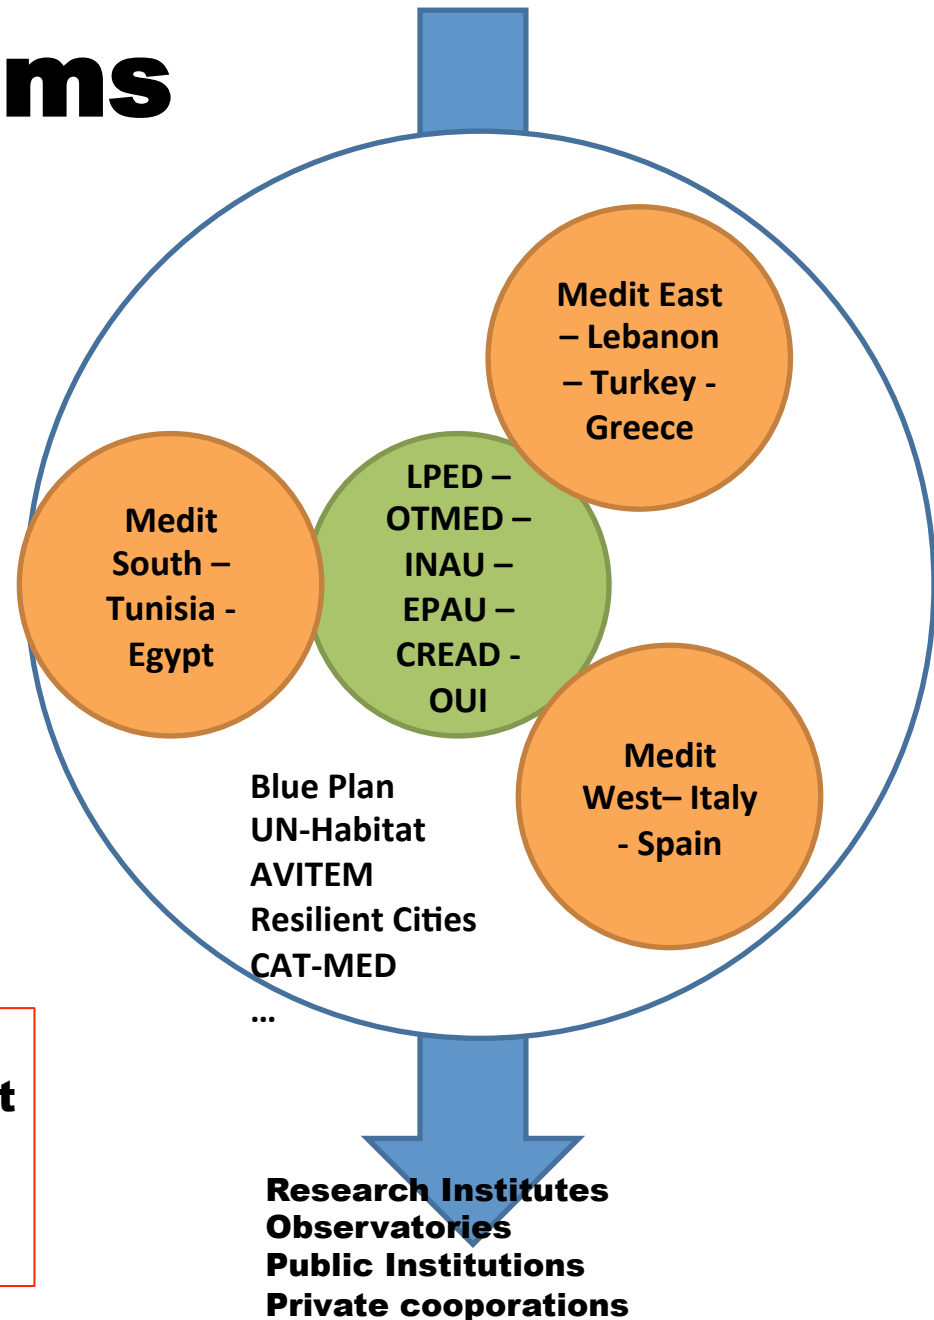 ms
Medit East
– Lebanon
– Turkey -
Greece
LPED –
OTMED –
INAU –
EPAU –
CREAD -
OUI
Medit
South –
Tunisia -
Egypt
Medit
West– Italy
- Spain
Blue Plan
UN-Habitat
AVITEM
Resilient Cities
CAT-MED
...
t
Research Institutes
Observatories
Public Institutions
Private cooporations